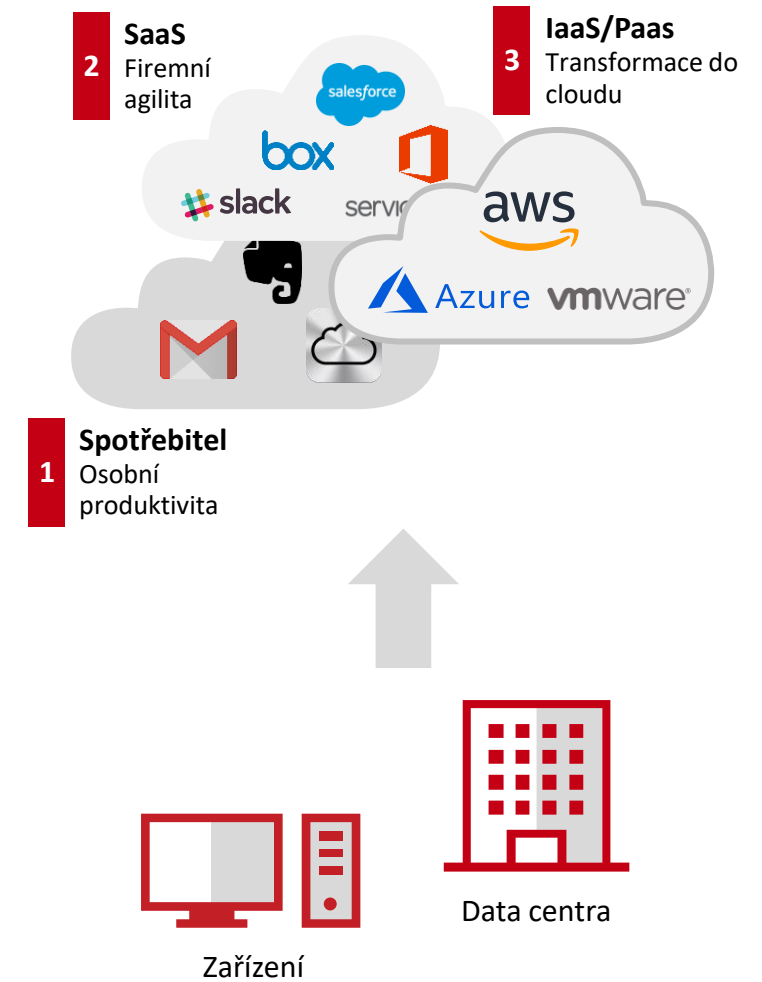 2
SaaS
Firemní
agilita
3
IaaS/Paas
Transformace do
cloudu
salesforce
box
slack
servic
aws
Azure vmware®
1
Spotřebitel
Osobní
produktivita
Data centra
Zařízení